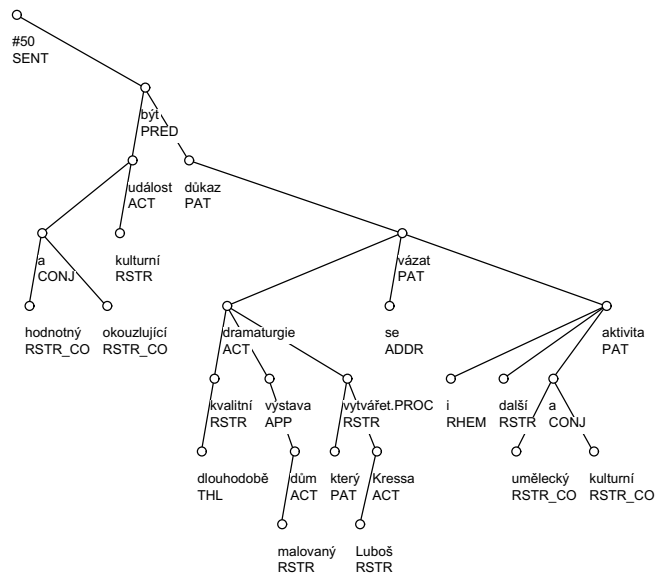 #50
SENT
být
PRED
událost
ACT
důkaz
PAT
a
CONJ
kulturní
RSTR
vázat
PAT
hodnotný
RSTR_CO
okouzlující
RSTR_CO
dramaturgie
ACT
se
ADDR
aktivita
PAT
kvalitní
RSTR
výstava
APP
vytvářet.PROC
RSTR
i
RHEM
další
RSTR
a
CONJ
dlouhodobě
THL
dům
ACT
který
PAT
Kressa
ACT
umělecký
RSTR_CO
kulturní
RSTR_CO
malovaný
RSTR
Luboš
RSTR